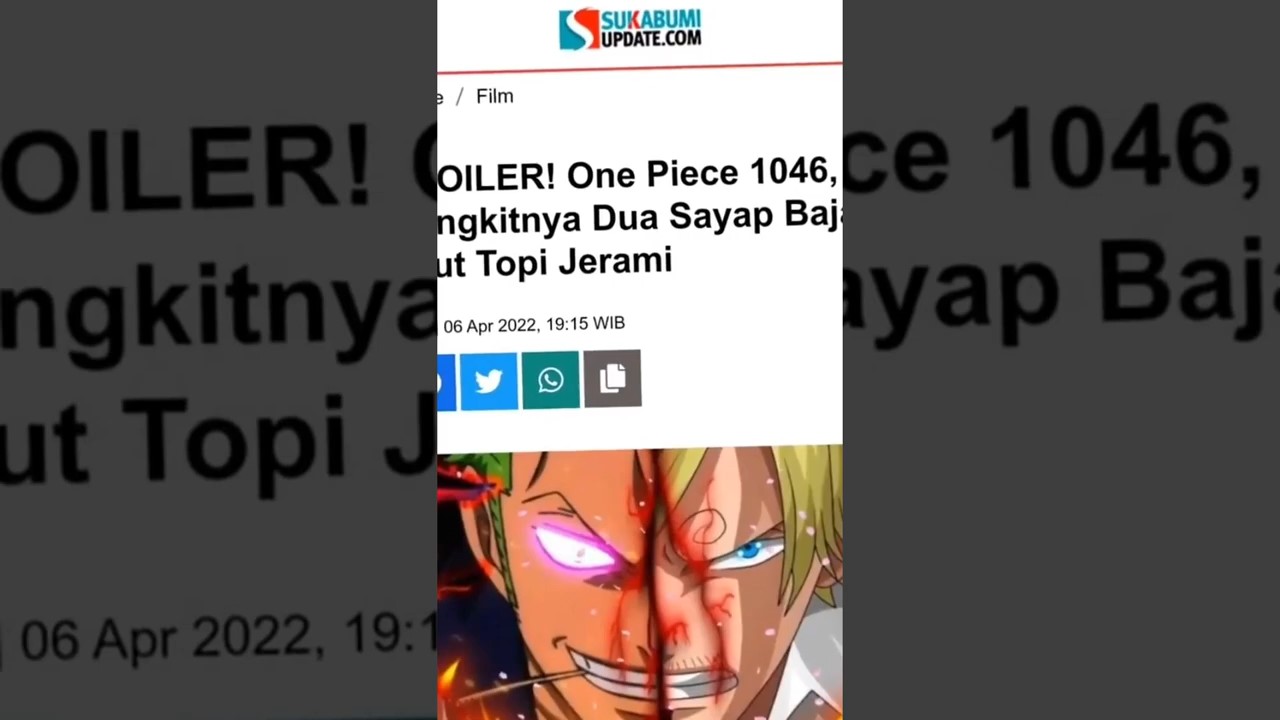 SUKABUMI
UPDATE.COM
e / Film
OILER! One Piece 1046,
ngkitnya Dua Sayap Baja
ut Topi Jerami
06 Apr 2022, 19:15 WIB